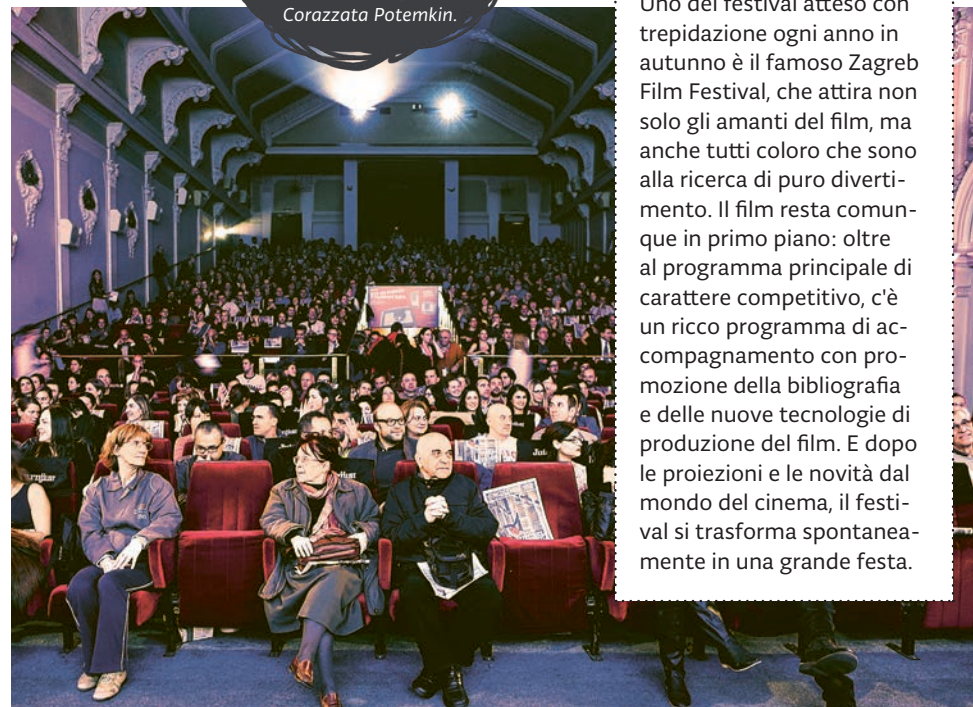 Corazzata Potemkin.
Uno dei festival atteso con
trepidazione ogni anno in
autunno è il famoso Zagreb
Film Festival, che attira non
solo gli amanti del film, ma
anche tutti coloro che sono
alla ricerca di puro diverti-
mento. Il film resta comun-
que in primo piano: oltre
al programma principale di
carattere competitivo, c'è
un ricco programma di ac-
compagnamento con pro-
mozione della bibliografia
e delle nuove tecnologie di
produzione del film. E dopo
le proiezioni e le novità dal
mondo del cinema, il festi-
val si trasforma spontanea-
mente in una grande festa.